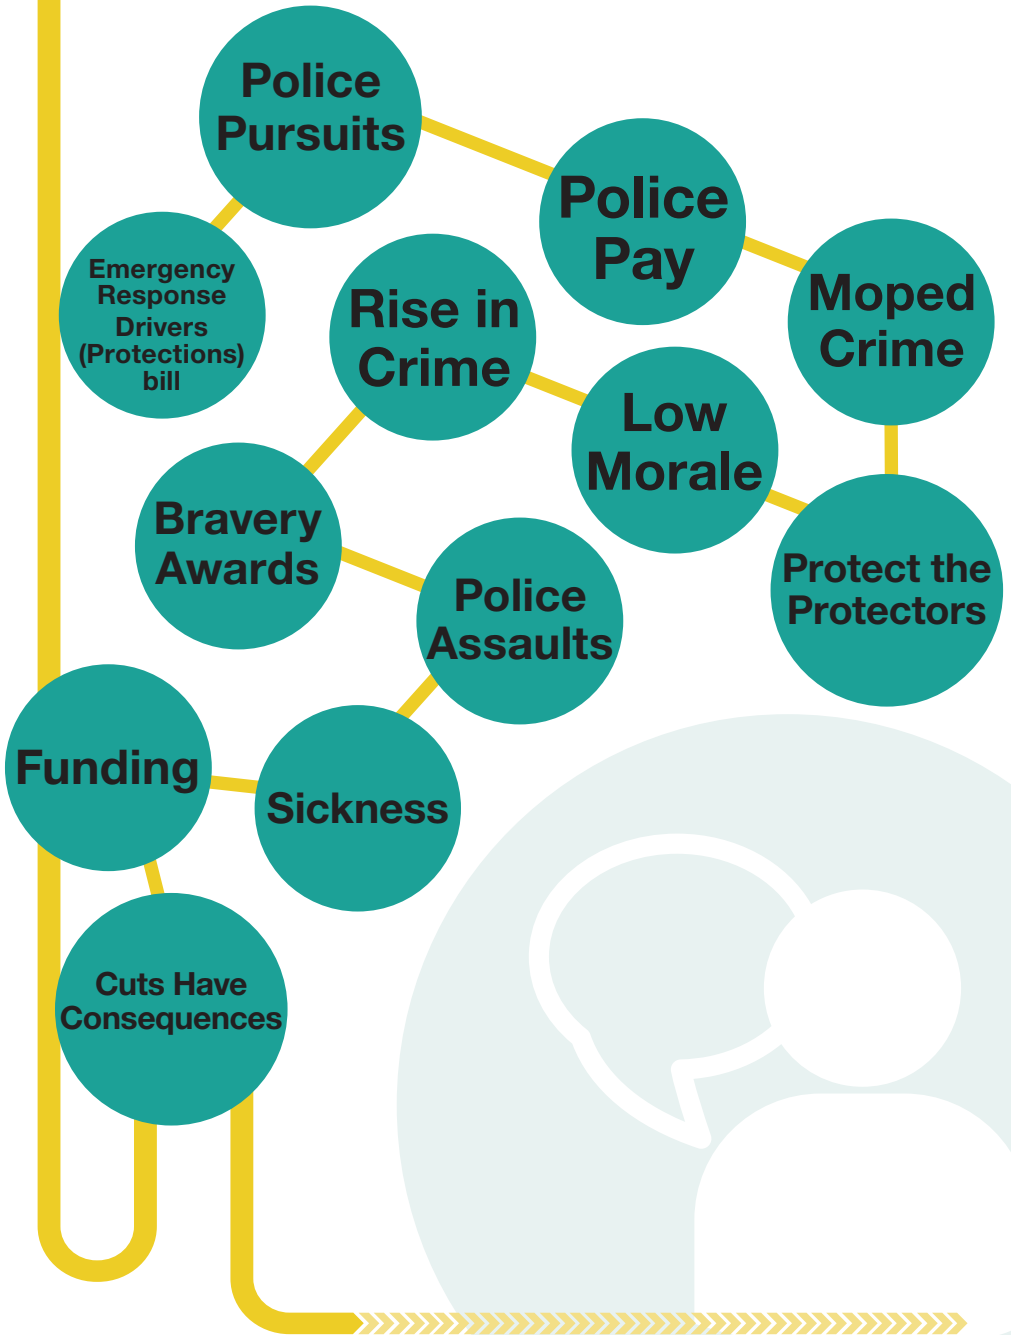 Police
Pursuits
Police
Pay
Emergency
Response
Drivers
(Protections)
bill
Rise in
Crime
Moped
Crime
Low
Morale
Bravery
Awards
Police
Assaults
Protect the
Protectors
Funding
Sickness
Cuts Have
Consequences